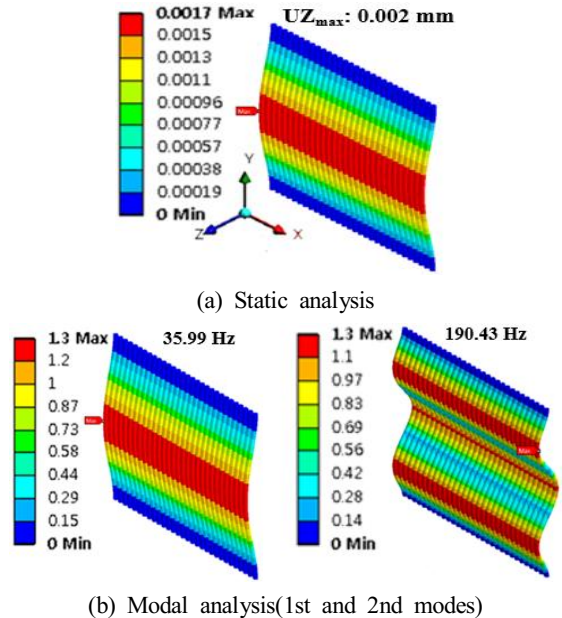 0.0017 Max
0.0015
0.0013
0.0011
0.00096
0.00077
0.00057
0.00038
0.00019
0 Min
UZmax: 0.002 mm
Max
Y
Z
X
(a) Static analysis
1.3 Max
1.2
1
0.87
0.73
0.58
0.44
0.29
0.15
0 Min
35.99 Hz
Max
1.3 Max
1.1
0.97
0.83
0.69
0.56
0.42
0.28
0.14
0 Min
190.43 Hz
Max
(b) Modal analysis(1st and 2nd modes)